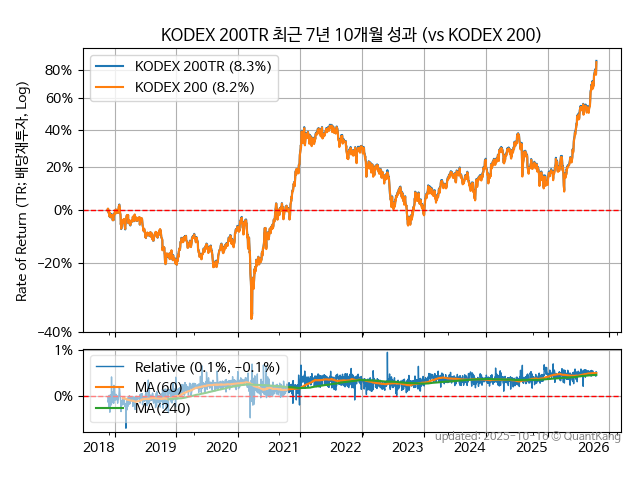 KODEX 200TR 최근 7년 10개월 성과 (vs KODEX 200)
Rate of Return (TR; 배당재투자, Log)
KODEX 200TR (8.3%)
KODEX 200 (8.2%)
80%
60%
40%
20%
0%
−20%
−40%
1%
0%
Relative (0.1%, −0.1%)
MA(60)
MA(240)
2018 2019 2020 2021 2022 2023 2024 2025 2026
updated: 2025-10-16 © QuantKang